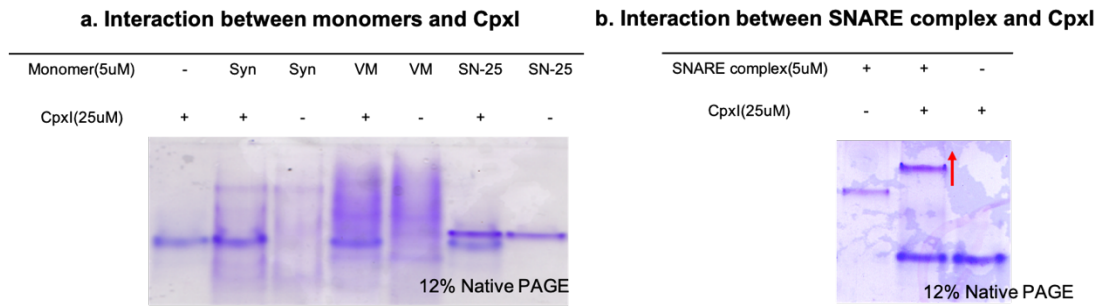 a. Interaction between monomers and CpxI
Monomer(5uM) - Syn Syn VM VM SN-25 SN-25
CpxI(25uM) + + - + - + -
12% Native PAGE
b. Interaction between SNARE complex and CpxI
SNARE complex(5uM) + + -
CpxI(25uM) - + +
12% Native PAGE